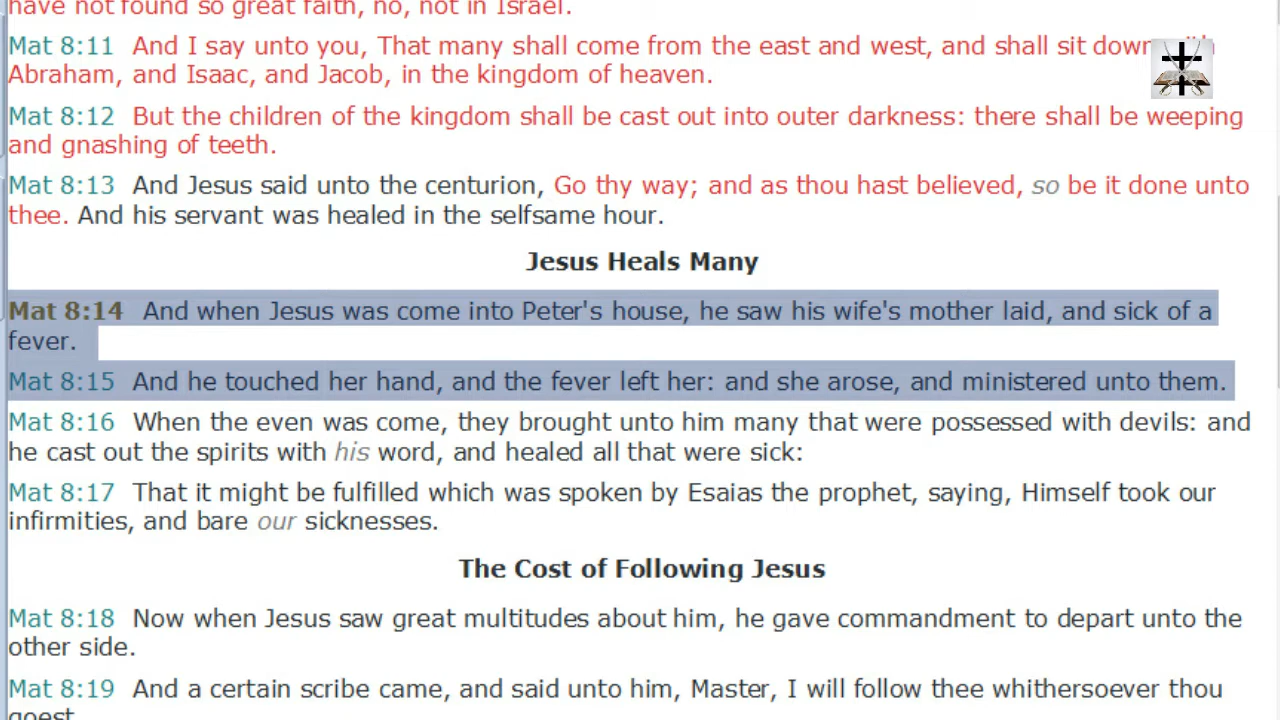 have not found so great faith, no, not in Israel.
Mat 8:11 And I say unto you, That many shall come from the east and west, and shall sit down
Abraham, and Isaac, and Jacob, in the kingdom of heaven.
Mat 8:12 But the children of the kingdom shall be cast out into outer darkness: there shall be weeping
and gnashing of teeth.
Mat 8:13 And Jesus said unto the centurion, Go thy way; and as thou hast believed, so be it done unto
thee. And his servant was healed in the selfsame hour.
Jesus Heals Many
Mat 8:14 And when Jesus was come into Peter's house, he saw his wife's mother laid, and sick of a
fever.
Mat 8:15 And he touched her hand, and the fever left her: and she arose, and ministered unto them.
Mat 8:16 When the even was come, they brought unto him many that were possessed with devils: and
he cast out the spirits with his word, and healed all that were sick:
Mat 8:17 That it might be fulfilled which was spoken by Esaias the prophet, saying, Himself took our
infirmities, and bare our sicknesses.
The Cost of Following Jesus
Mat 8:18 Now when Jesus saw great multitudes about him, he gave commandment to depart unto the
other side.
Mat 8:19 And a certain scribe came, and said unto him, Master, I will follow thee whithersoever thou
goest.